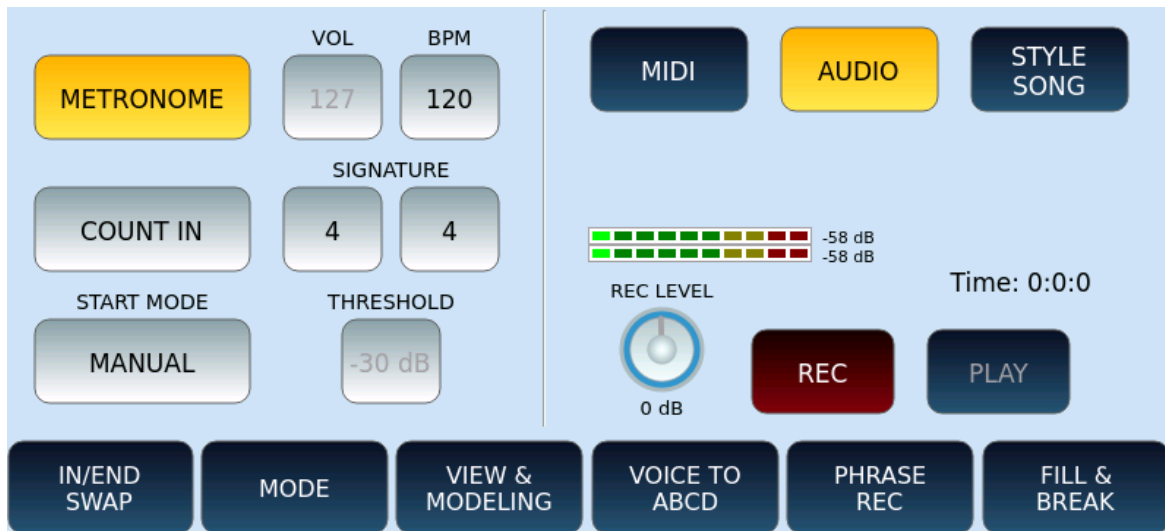 VOL BPM
METRONOME 127 120
SIGNATURE
COUNT IN 4 4
START MODE THRESHOLD
MANUAL -30 dB
MIDI AUDIO STYLE
SONG
-58 dB
-58 dB
REC LEVEL
Time: 0:0:0
REC PLAY
0 dB
IN/END
SWAP
MODE
VIEW &
MODELING
VOICE TO
ABCD
PHRASE
REC
FILL &
BREAK